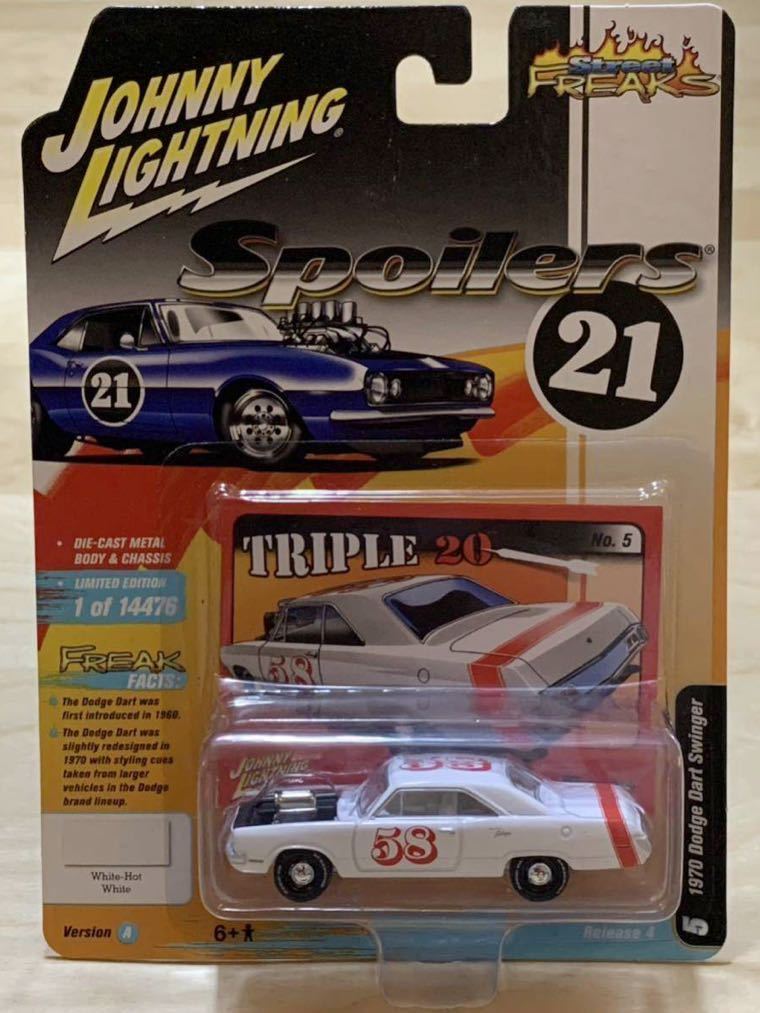 JOHNNY
LIGHTNING®
Street
FREAKS
Spoilers®
21
21
• DIE-CAST METAL
BODY & CHASSIS
• LIMITED EDITION
1 of 14476
TRIPLE 20
No. 5
58
FREAK
FACTS:
The Dodge Dart was
first introduced in 1960.
The Dodge Dart was
slightly redesigned in
1970 with styling cues
taken from larger
vehicles in the Dodge
brand lineup.
JOHNNY
LIGHTNING
58
58
White-Hot
White
Version A
6+
Release 4
5 1970 Dodge Dart Swinger